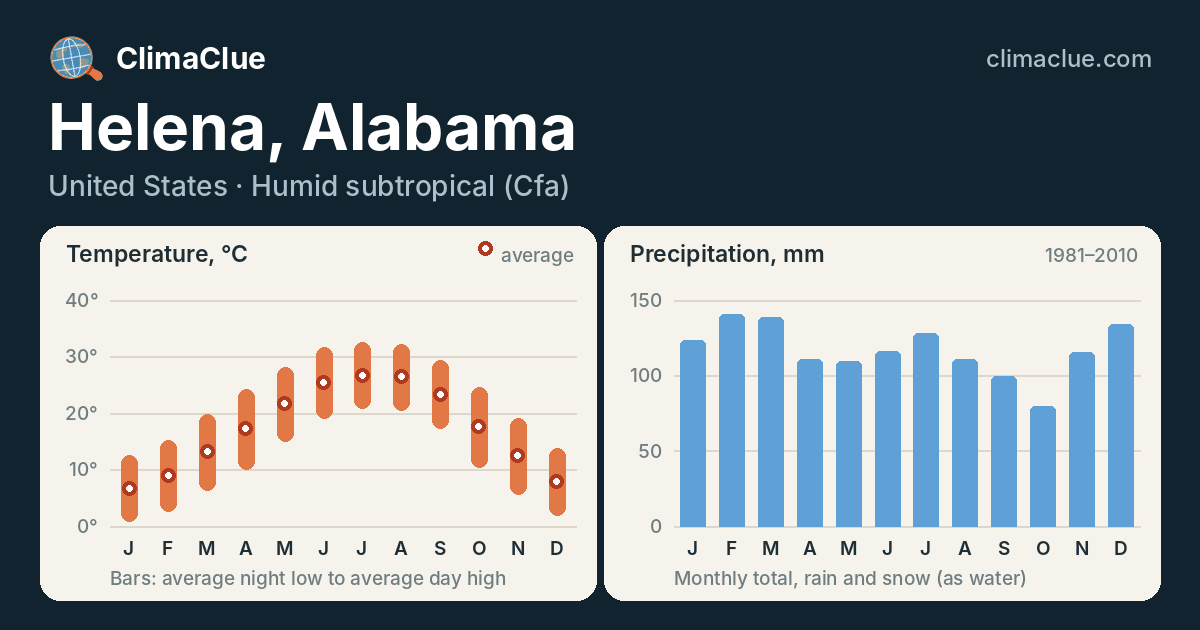 ClimaClue
climaclue.com
Helena, Alabama
United States · Humid subtropical (Cfa)
Temperature, °C
average
40°
30°
20°
10°
0°
J F M A M J J A S O N D
Bars: average night low to average day high
Precipitation, mm
1981–2010
150
100
50
0
J F M A M J J A S O N D
Monthly total, rain and snow (as water)